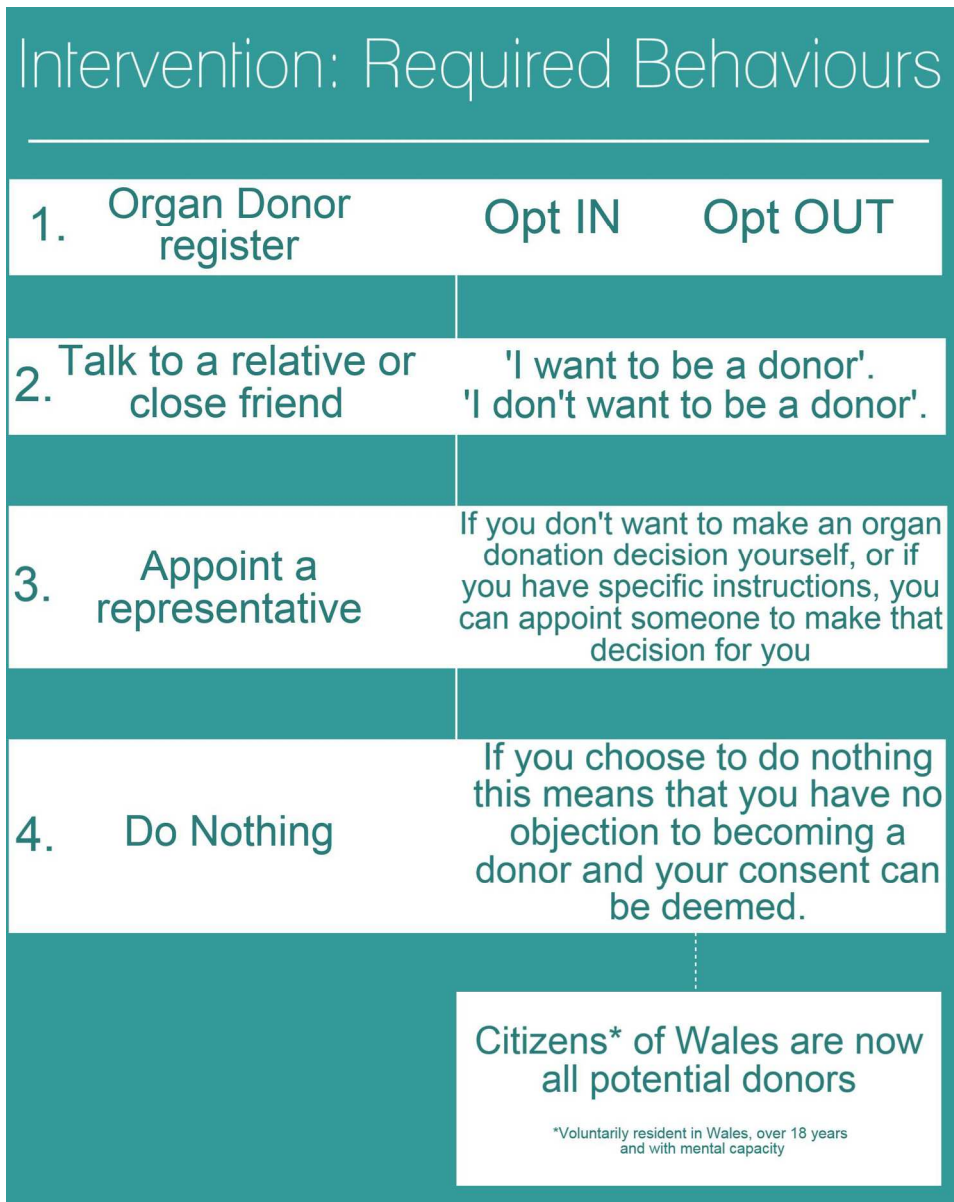 Intervention: Required Behaviours
1.
Organ Donor
register
Opt IN
Opt OUT
2.
Talk to a relative or
close friend
'I want to be a donor'.
'I don't want to be a donor'.
3.
Appoint a
representative
If you don't want to make an organ
donation decision yourself, or if
you have specific instructions, you
can appoint someone to make that
decision for you
4.
Do Nothing
If you choose to do nothing
this means that you have no
objection to becoming a
donor and your consent can
be deemed.
Citizens* of Wales are now
all potential donors
*Voluntarily resident in Wales, over 18 years
and with mental capacity